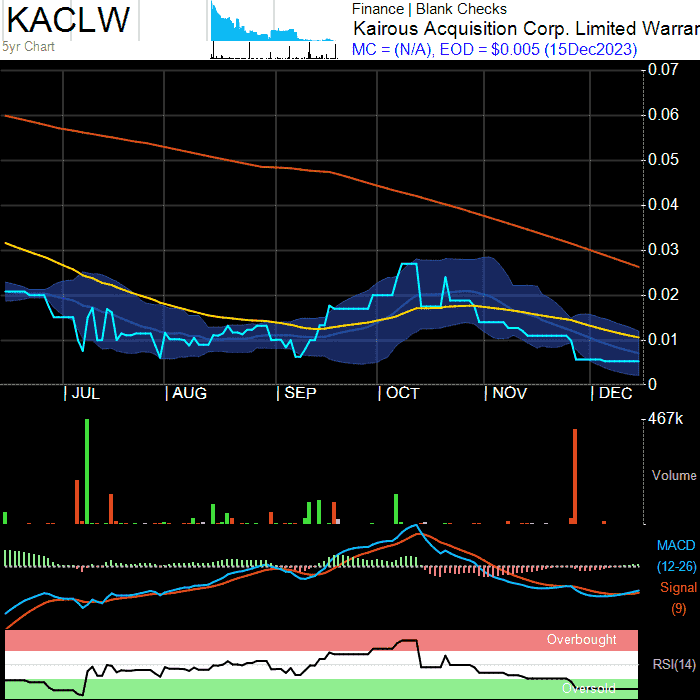 KACLW
5yr Chart
Finance | Blank Checks
Kairous Acquisition Corp. Limited Warrar
MC = (N/A), EOD = $0.005 (15Dec2023)
0.07
0.06
0.05
0.04
0.03
0.02
0.01
0
JUL AUG SEP OCT NOV DEC
467k
Volume
MACD
(12-26)
Signal
(9)
Overbought
RSI(14)
Oversold